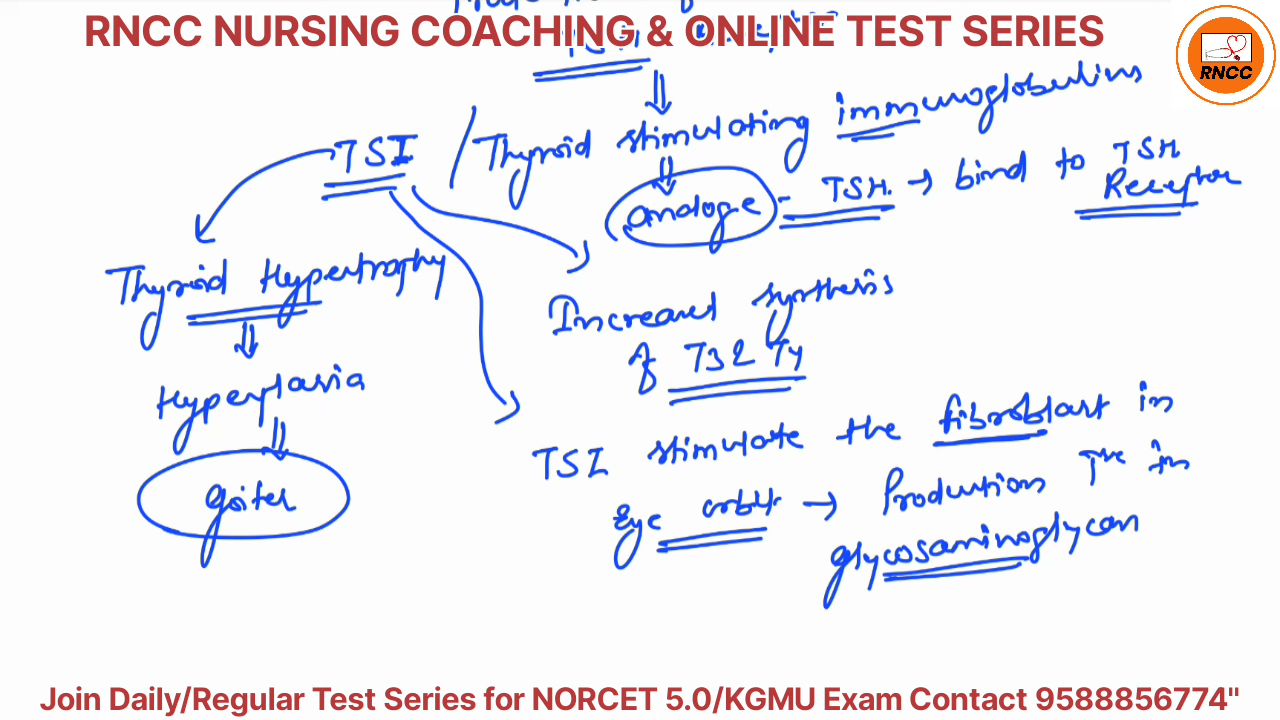 RNCC NURSING COACHING & ONLINE TEST SERIES
RNCC
TSI / Thyroid stimulating immunoglobulins
analoge - TSH → bind to TSH Receptor
Thyroid Hypertrophy
Hyperplasia
goiter
Increased synthesis
of T3 & T4
TSI stimulate the fibroblast in
Eye orbit → Production in
glycosaminoglycan
Join Daily/Regular Test Series for NORCET 5.0/KGMU Exam Contact 9588856774"